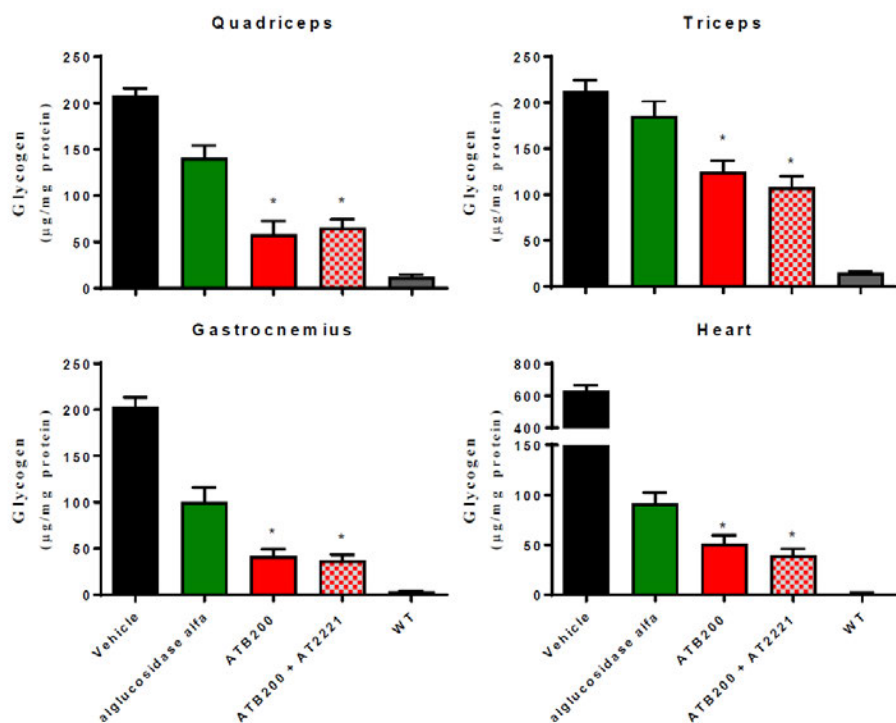 Quadriceps
Glycogen
(µg/mg protein)
250
200
150
100
50
0
*
*
Triceps
Glycogen
(µg/mg protein)
250
200
150
100
50
0
*
*
Gastrocnemius
Glycogen
(µg/mg protein)
250
200
150
100
50
0
*
*
Vehicle
alglucosidase alfa
ATB200
ATB200 + AT2221
WT
Heart
Glycogen
(µg/mg protein)
800
600
400
150
100
50
0
*
*
Vehicle
alglucosidase alfa
ATB200
ATB200 + AT2221
WT